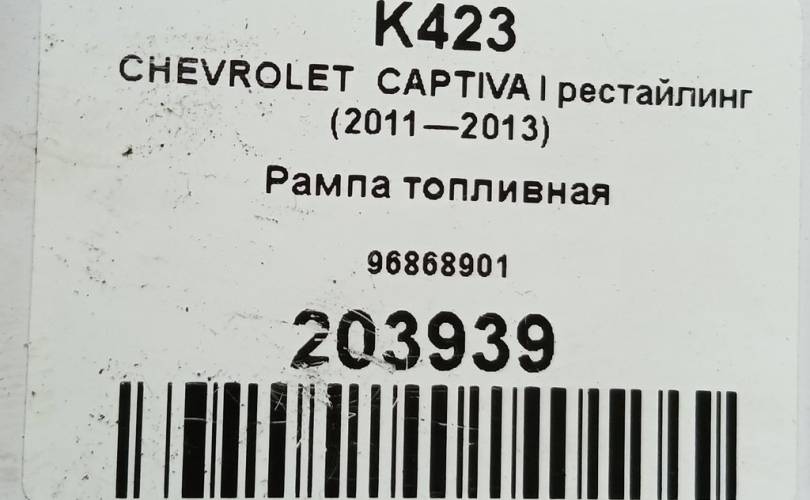 K423
CHEVROLET CAPTIVA I рестайлинг
(2011—2013)
Рампа топливная
96868901
203939